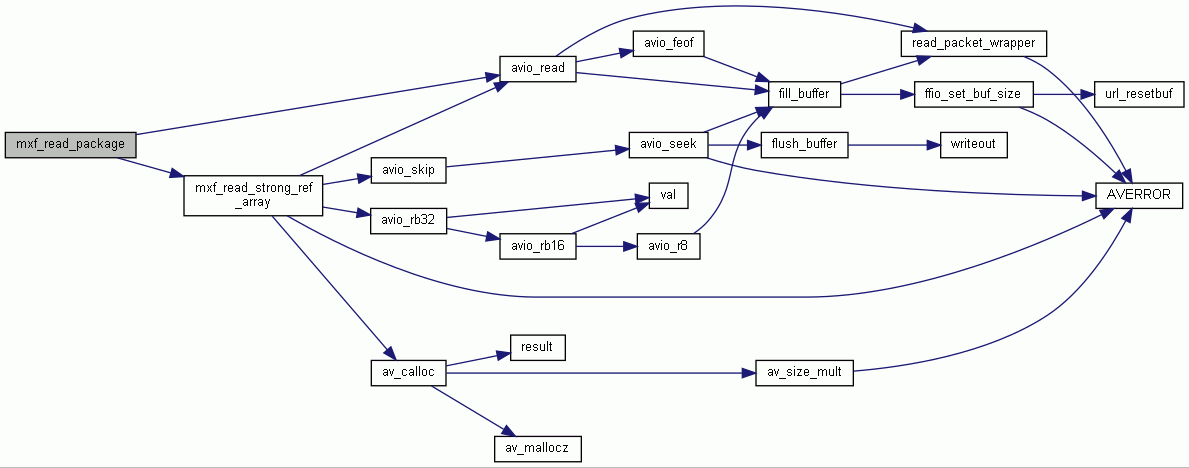 read_packet_wrapper
avio_feof
avio_read
fill_buffer
ffio_set_buf_size
url_resetbuf
mxf_read_package
avio_seek
flush_buffer
writeout
avio_skip
mxf_read_strong_ref
_array
val
AVERROR
avio_rb32
avio_rb16
avio_r8
result
av_calloc
av_size_mult
av_mallocz